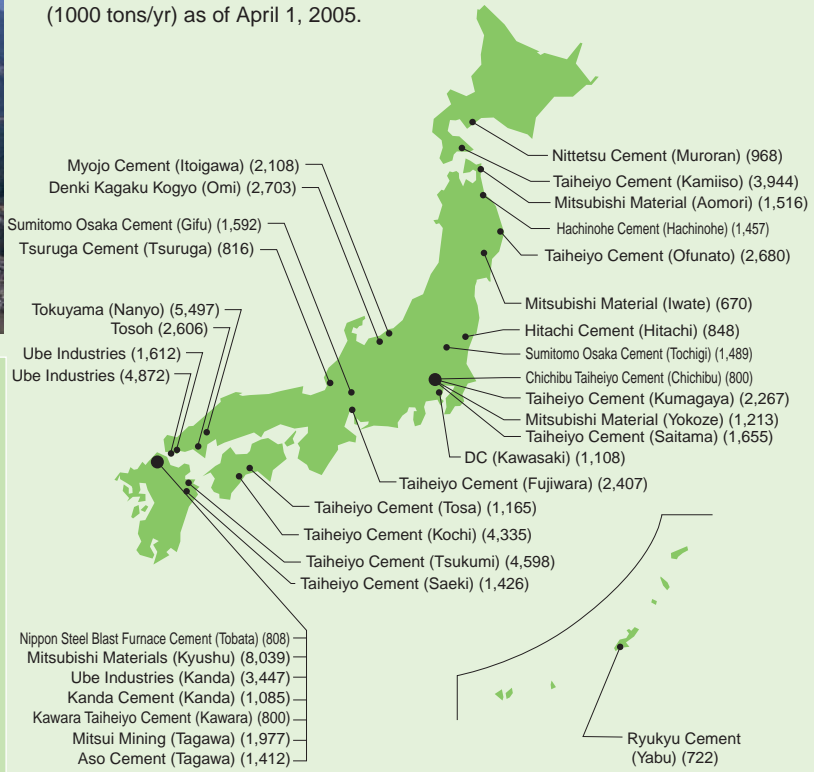 (1000 tons/yr) as of April 1, 2005.
Myojo Cement (Itoigawa) (2,108)
Denki Kagaku Kogyo (Omi) (2,703)
Sumitomo Osaka Cement (Gifu) (1,592)
Tsuruga Cement (Tsuruga) (816)
Tokuyama (Nanyo) (5,497)
Tosoh (2,606)
Ube Industries (1,612)
Ube Industries (4,872)
Nittetsu Cement (Muroran) (968)
Taiheiyo Cement (Kamiiso) (3,944)
Mitsubishi Material (Aomori) (1,516)
Hachinohe Cement (Hachinohe) (1,457)
Taiheiyo Cement (Ofunato) (2,680)
Mitsubishi Material (Iwate) (670)
Hitachi Cement (Hitachi) (848)
Sumitomo Osaka Cement (Tochigi) (1,489)
Chichibu Taiheiyo Cement (Chichibu) (800)
Taiheiyo Cement (Kumagaya) (2,267)
Mitsubishi Material (Yokoze) (1,213)
Taiheiyo Cement (Saitama) (1,655)
DC (Kawasaki) (1,108)
Taiheiyo Cement (Fujiwara) (2,407)
Taiheiyo Cement (Tosa) (1,165)
Taiheiyo Cement (Kochi) (4,335)
Taiheiyo Cement (Tsukumi) (4,598)
Taiheiyo Cement (Saeki) (1,426)
Nippon Steel Blast Furnace Cement (Tobata) (808)
Mitsubishi Materials (Kyushu) (8,039)
Ube Industries (Kanda) (3,447)
Kanda Cement (Kanda) (1,085)
Kawara Taiheiyo Cement (Kawara) (800)
Mitsui Mining (Tagawa) (1,977)
Aso Cement (Tagawa) (1,412)
Ryukyu Cement
(Yabu) (722)